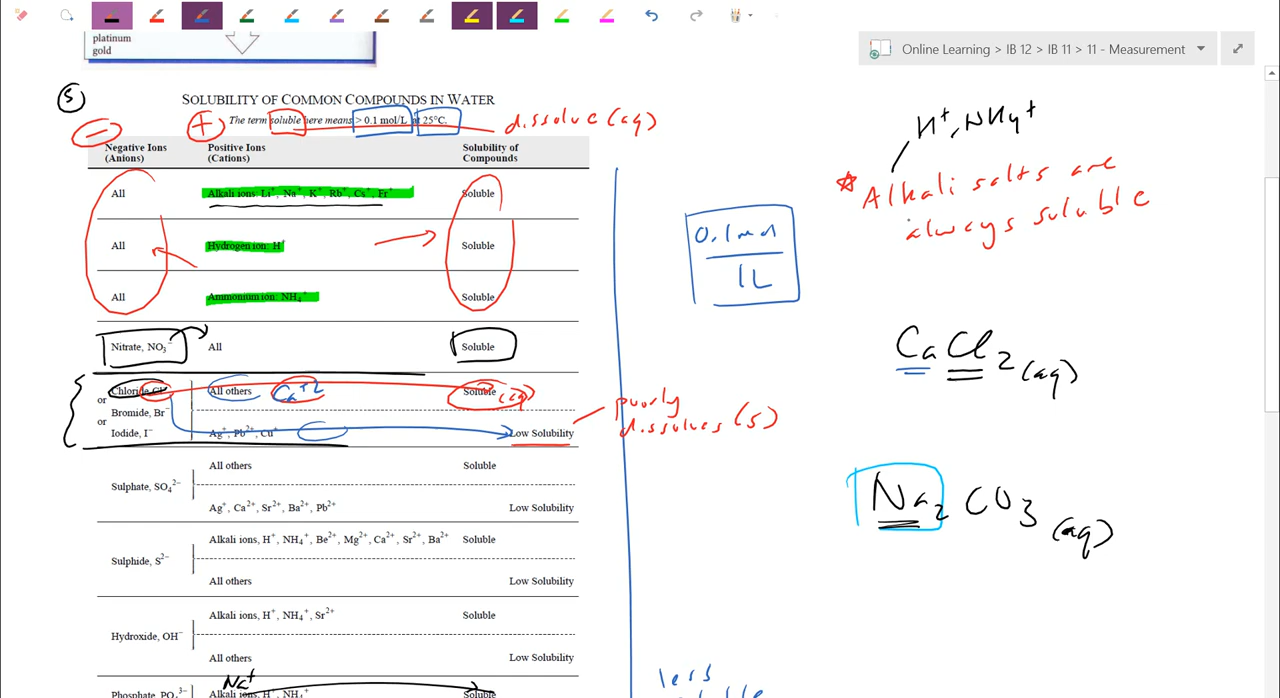 platinum
gold
Online Learning > IB 12 > IB 11 > 11 - Measurement
5
SOLUBILITY OF COMMON COMPOUNDS IN WATER
The term soluble here means > 0.1 mol/L at 25°C.
dissolve (aq)
H⁺, NH₄⁺
Alkali salts are
always soluble
− +
Negative Ions (Anions)
Positive Ions (Cations)
Solubility of Compounds
All Alkali ions: Li⁺, Na⁺, K⁺, Rb⁺, Cs⁺, Fr⁺ Soluble
All Hydrogen ion: H⁺ Soluble
0.1 mol
1L
All Ammonium ion: NH₄⁺ Soluble
Nitrate, NO₃⁻ All Soluble
CaCl₂(aq)
Chloride, All others Ca⁺² Soluble (aq)
or
Bromide, Br⁻
or
Iodide, I⁻ Ag⁺, Pb²⁺, Cu⁺ Low Solubility
poorly
dissolves (s)
All others Soluble
Sulphate, SO₄²⁻
Ag⁺, Ca²⁺, Sr²⁺, Ba²⁺, Pb²⁺ Low Solubility
Na₂CO₃(aq)
Alkali ions, H⁺, NH₄⁺, Be²⁺, Mg²⁺, Ca²⁺, Sr²⁺, Ba²⁺ Soluble
Sulphide, S²⁻
All others Low Solubility
Alkali ions, H⁺, NH₄⁺, Sr²⁺ Soluble
Hydroxide, OH⁻
All others Low Solubility
less
Na⁺
Phosphate, PO₄³⁻ Alkali ions, H⁺, NH₄⁺ Soluble